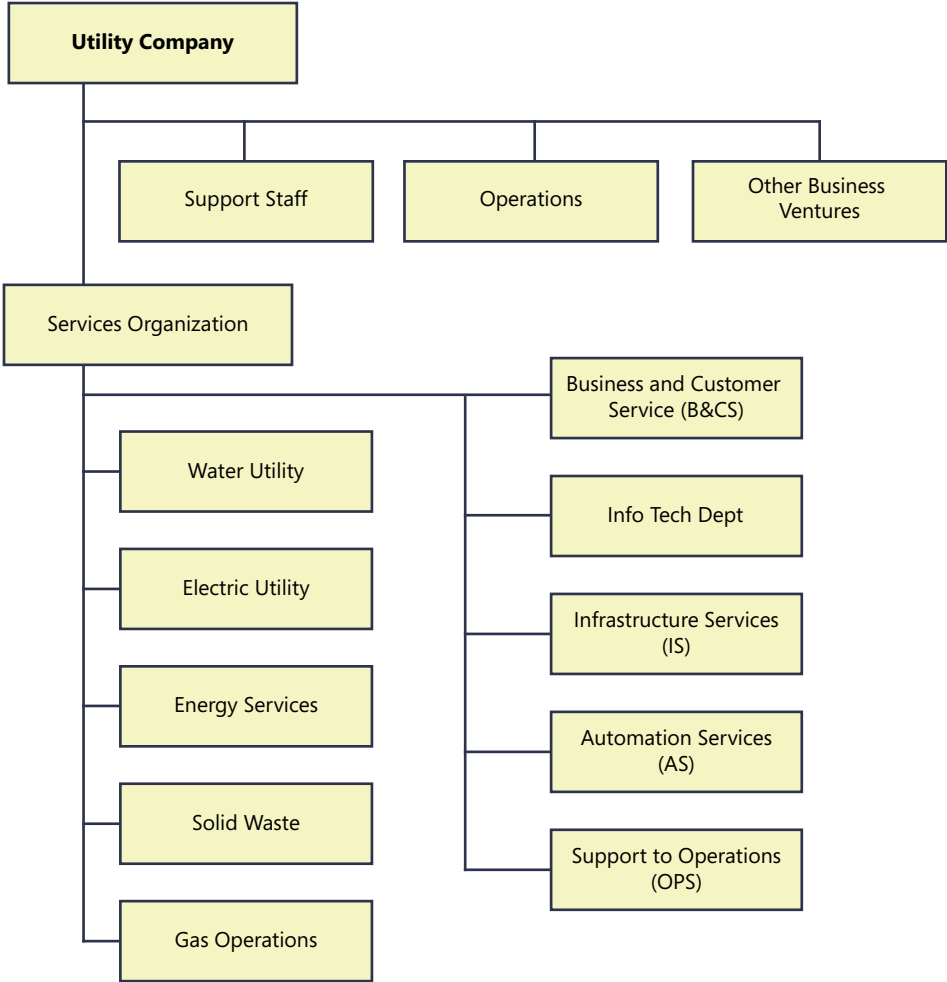 Utility Company
Support Staff
Operations
Other Business
Ventures
Services Organization
Business and Customer
Service (B&CS)
Water Utility
Info Tech Dept
Electric Utility
Infrastructure Services
(IS)
Energy Services
Automation Services
(AS)
Solid Waste
Support to Operations
(OPS)
Gas Operations